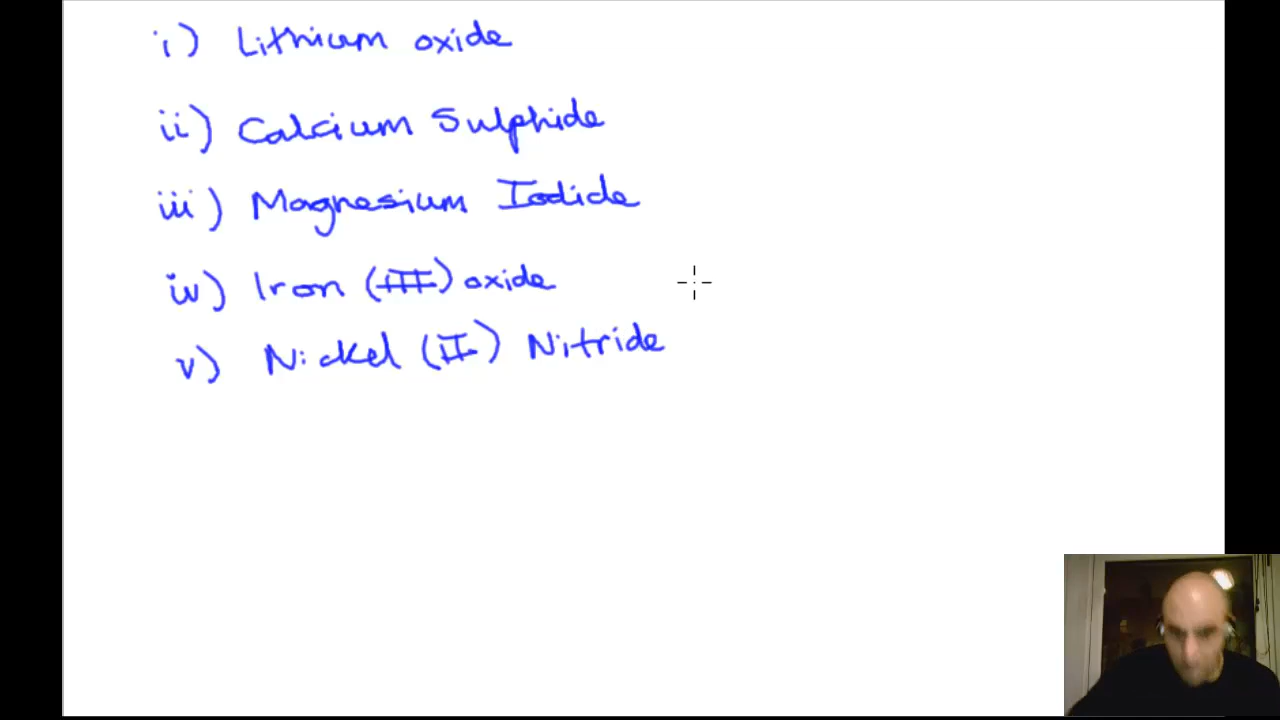 i) Lithium oxide
ii) Calcium Sulphide
iii) Magnesium Iodide
iv) Iron (III) oxide
v) Nickel (II) Nitride